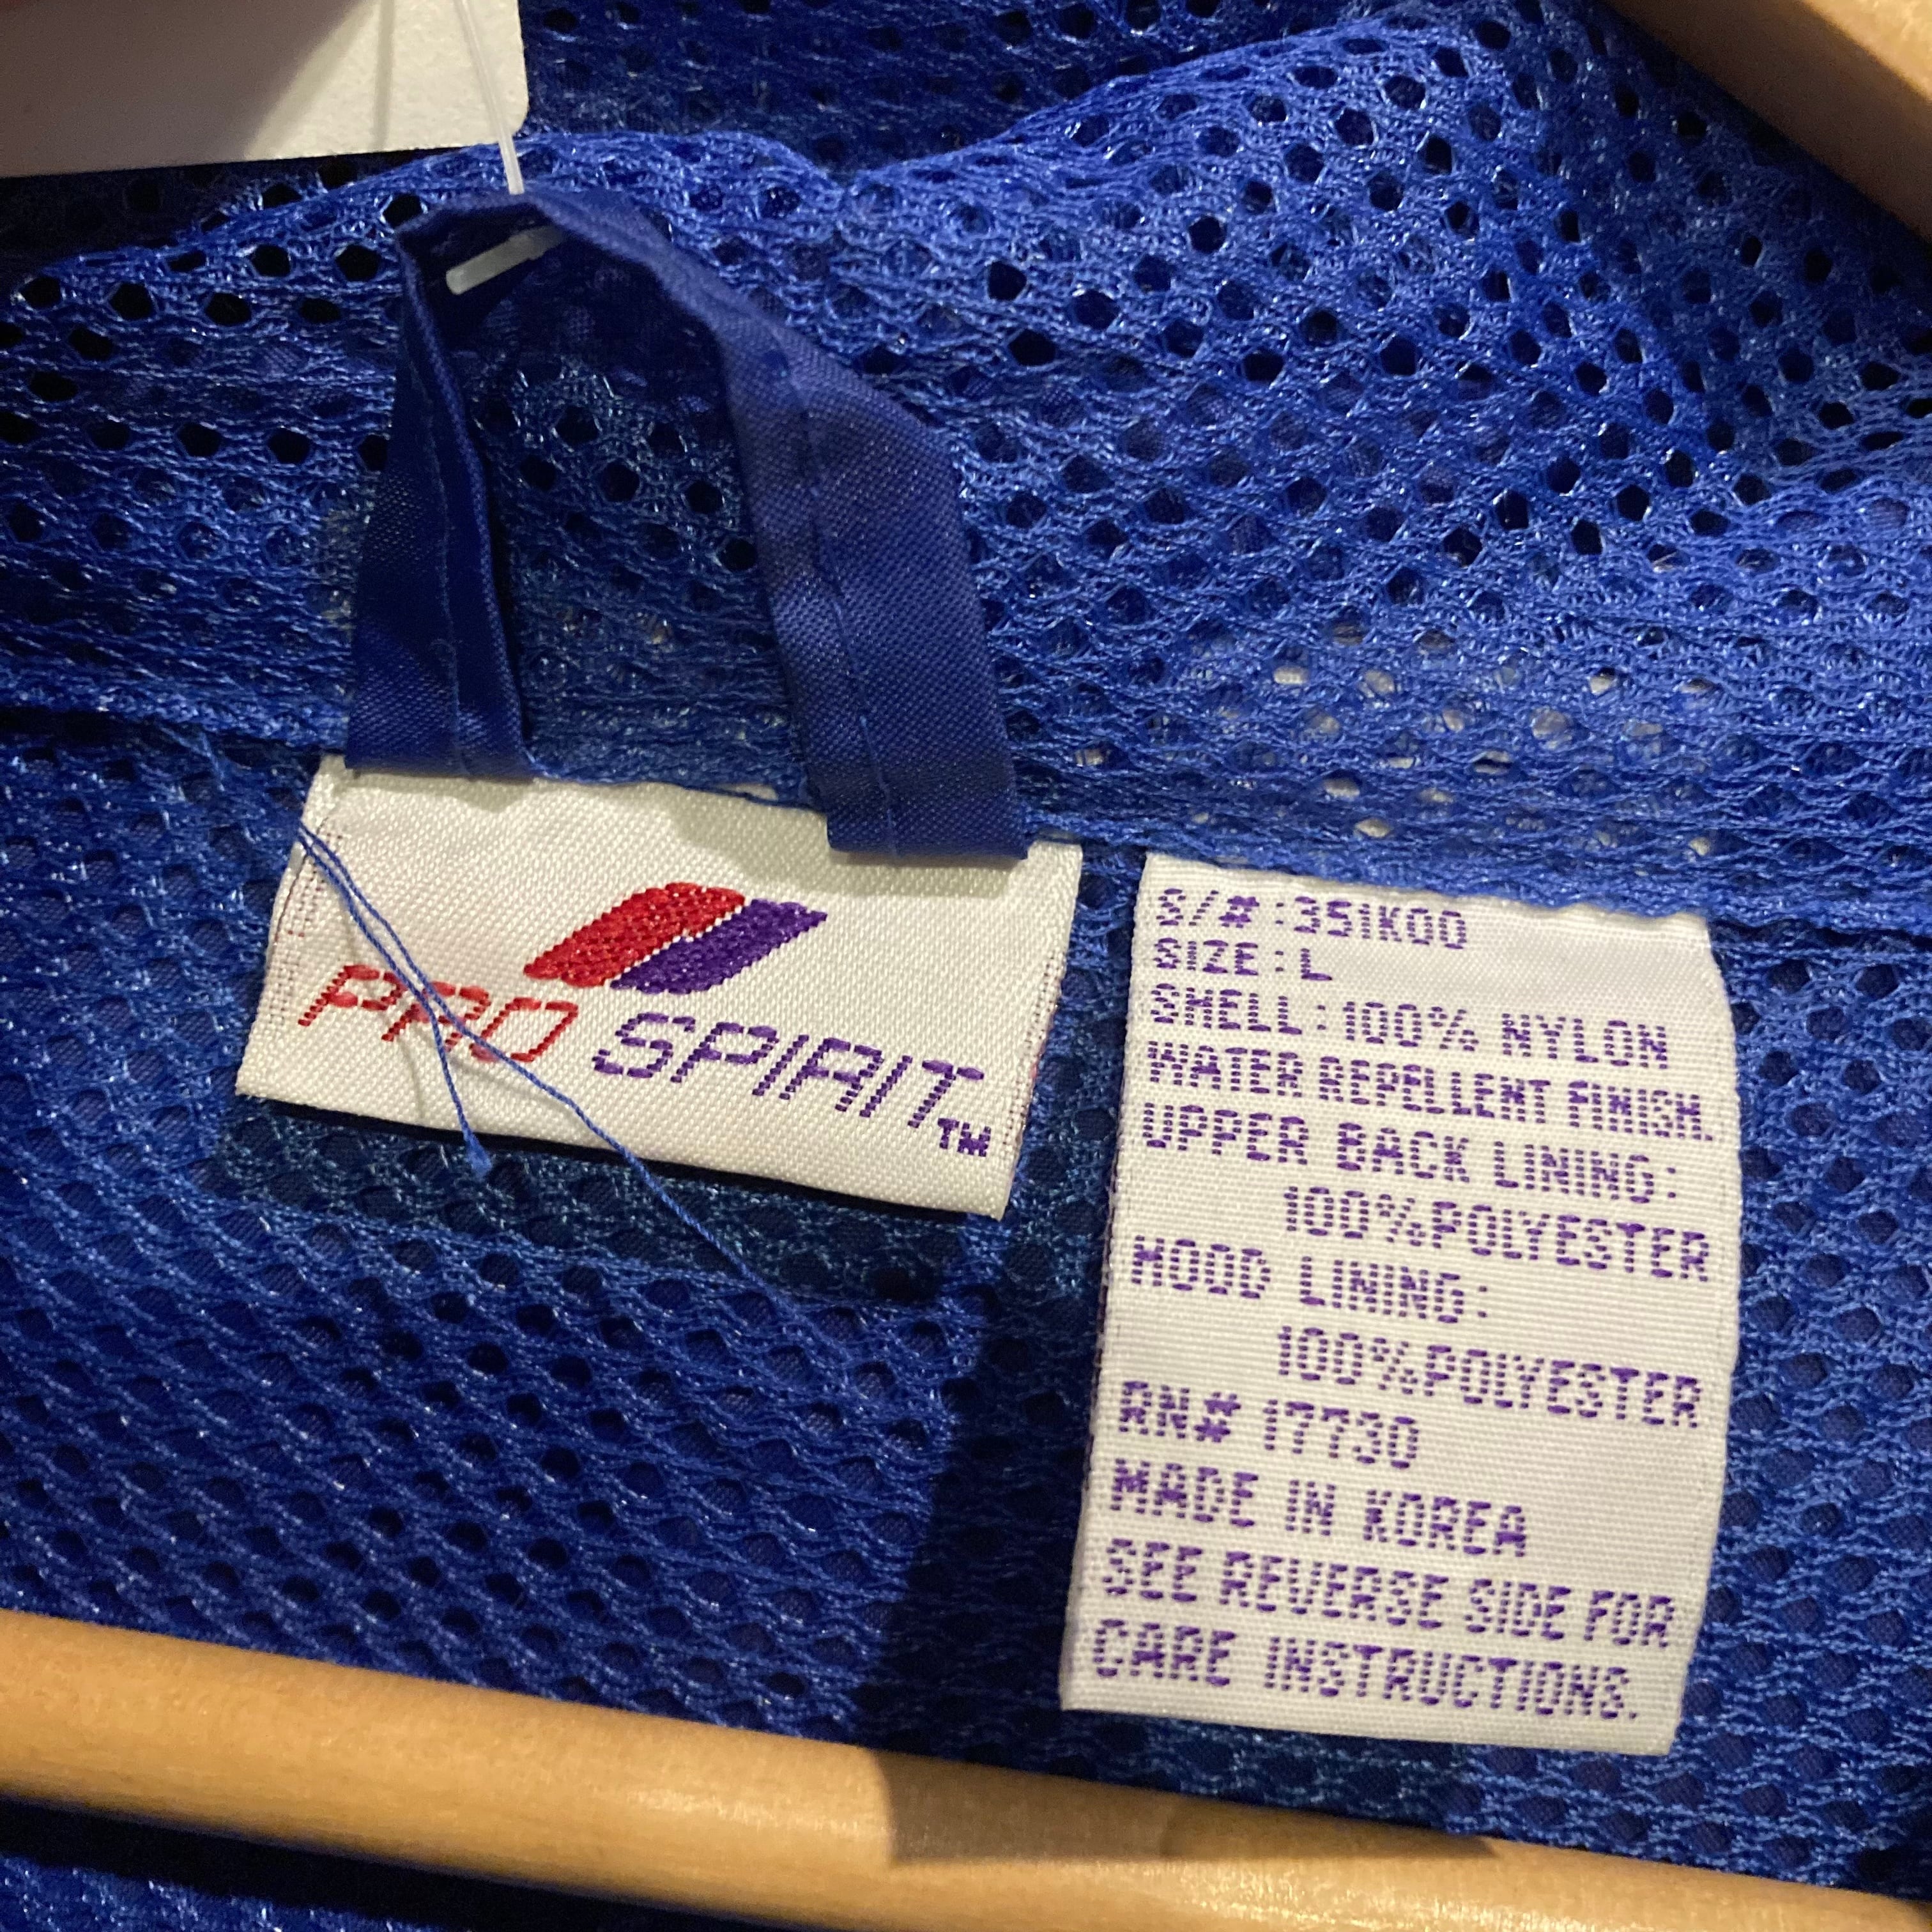 PRO SPIRIT™
S/#:351K00
SIZE:L
SHELL:100% NYLON
WATER REPELLENT FINISH.
UPPER BACK LINING:
100%POLYESTER
HOOD LINING:
100%POLYESTER
RN# 17730
MADE IN KOREA
SEE REVERSE SIDE FOR
CARE INSTRUCTIONS.